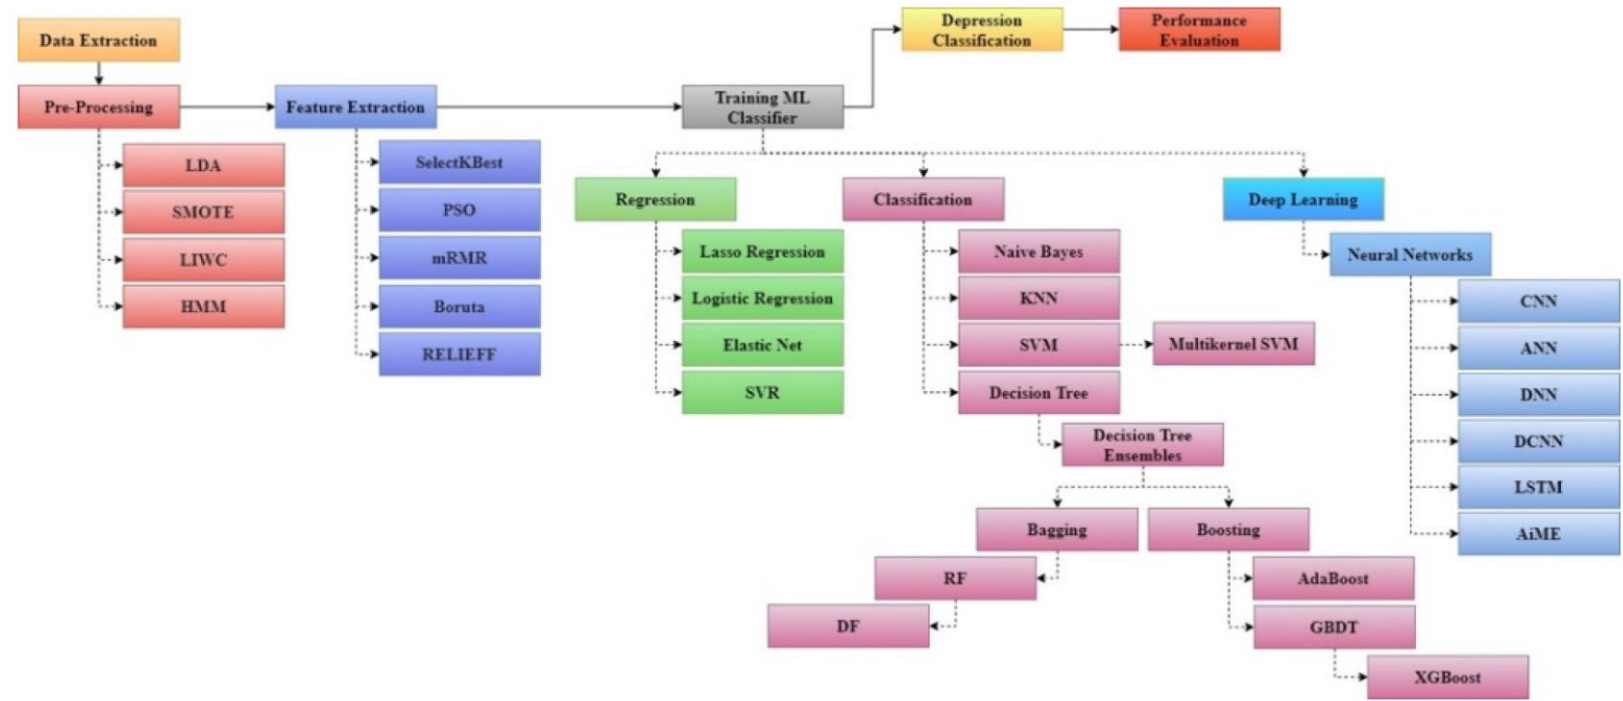 Data Extraction
Depression
Classification
Performance
Evaluation
Pre-Processing
Feature Extraction
Training ML
Classifier
LDA
SMOTE
LIWC
HMM
SelectKBest
PSO
mRMR
Boruta
RELIEFF
Regression
Lasso Regression
Logistic Regression
Elastic Net
SVR
Classification
Naive Bayes
KNN
SVM
Multikernel SVM
Decision Tree
Decision Tree
Ensembles
Bagging
RF
DF
Boosting
AdaBoost
GBDT
XGBoost
Deep Learning
Neural Networks
CNN
ANN
DNN
DCNN
LSTM
AiME